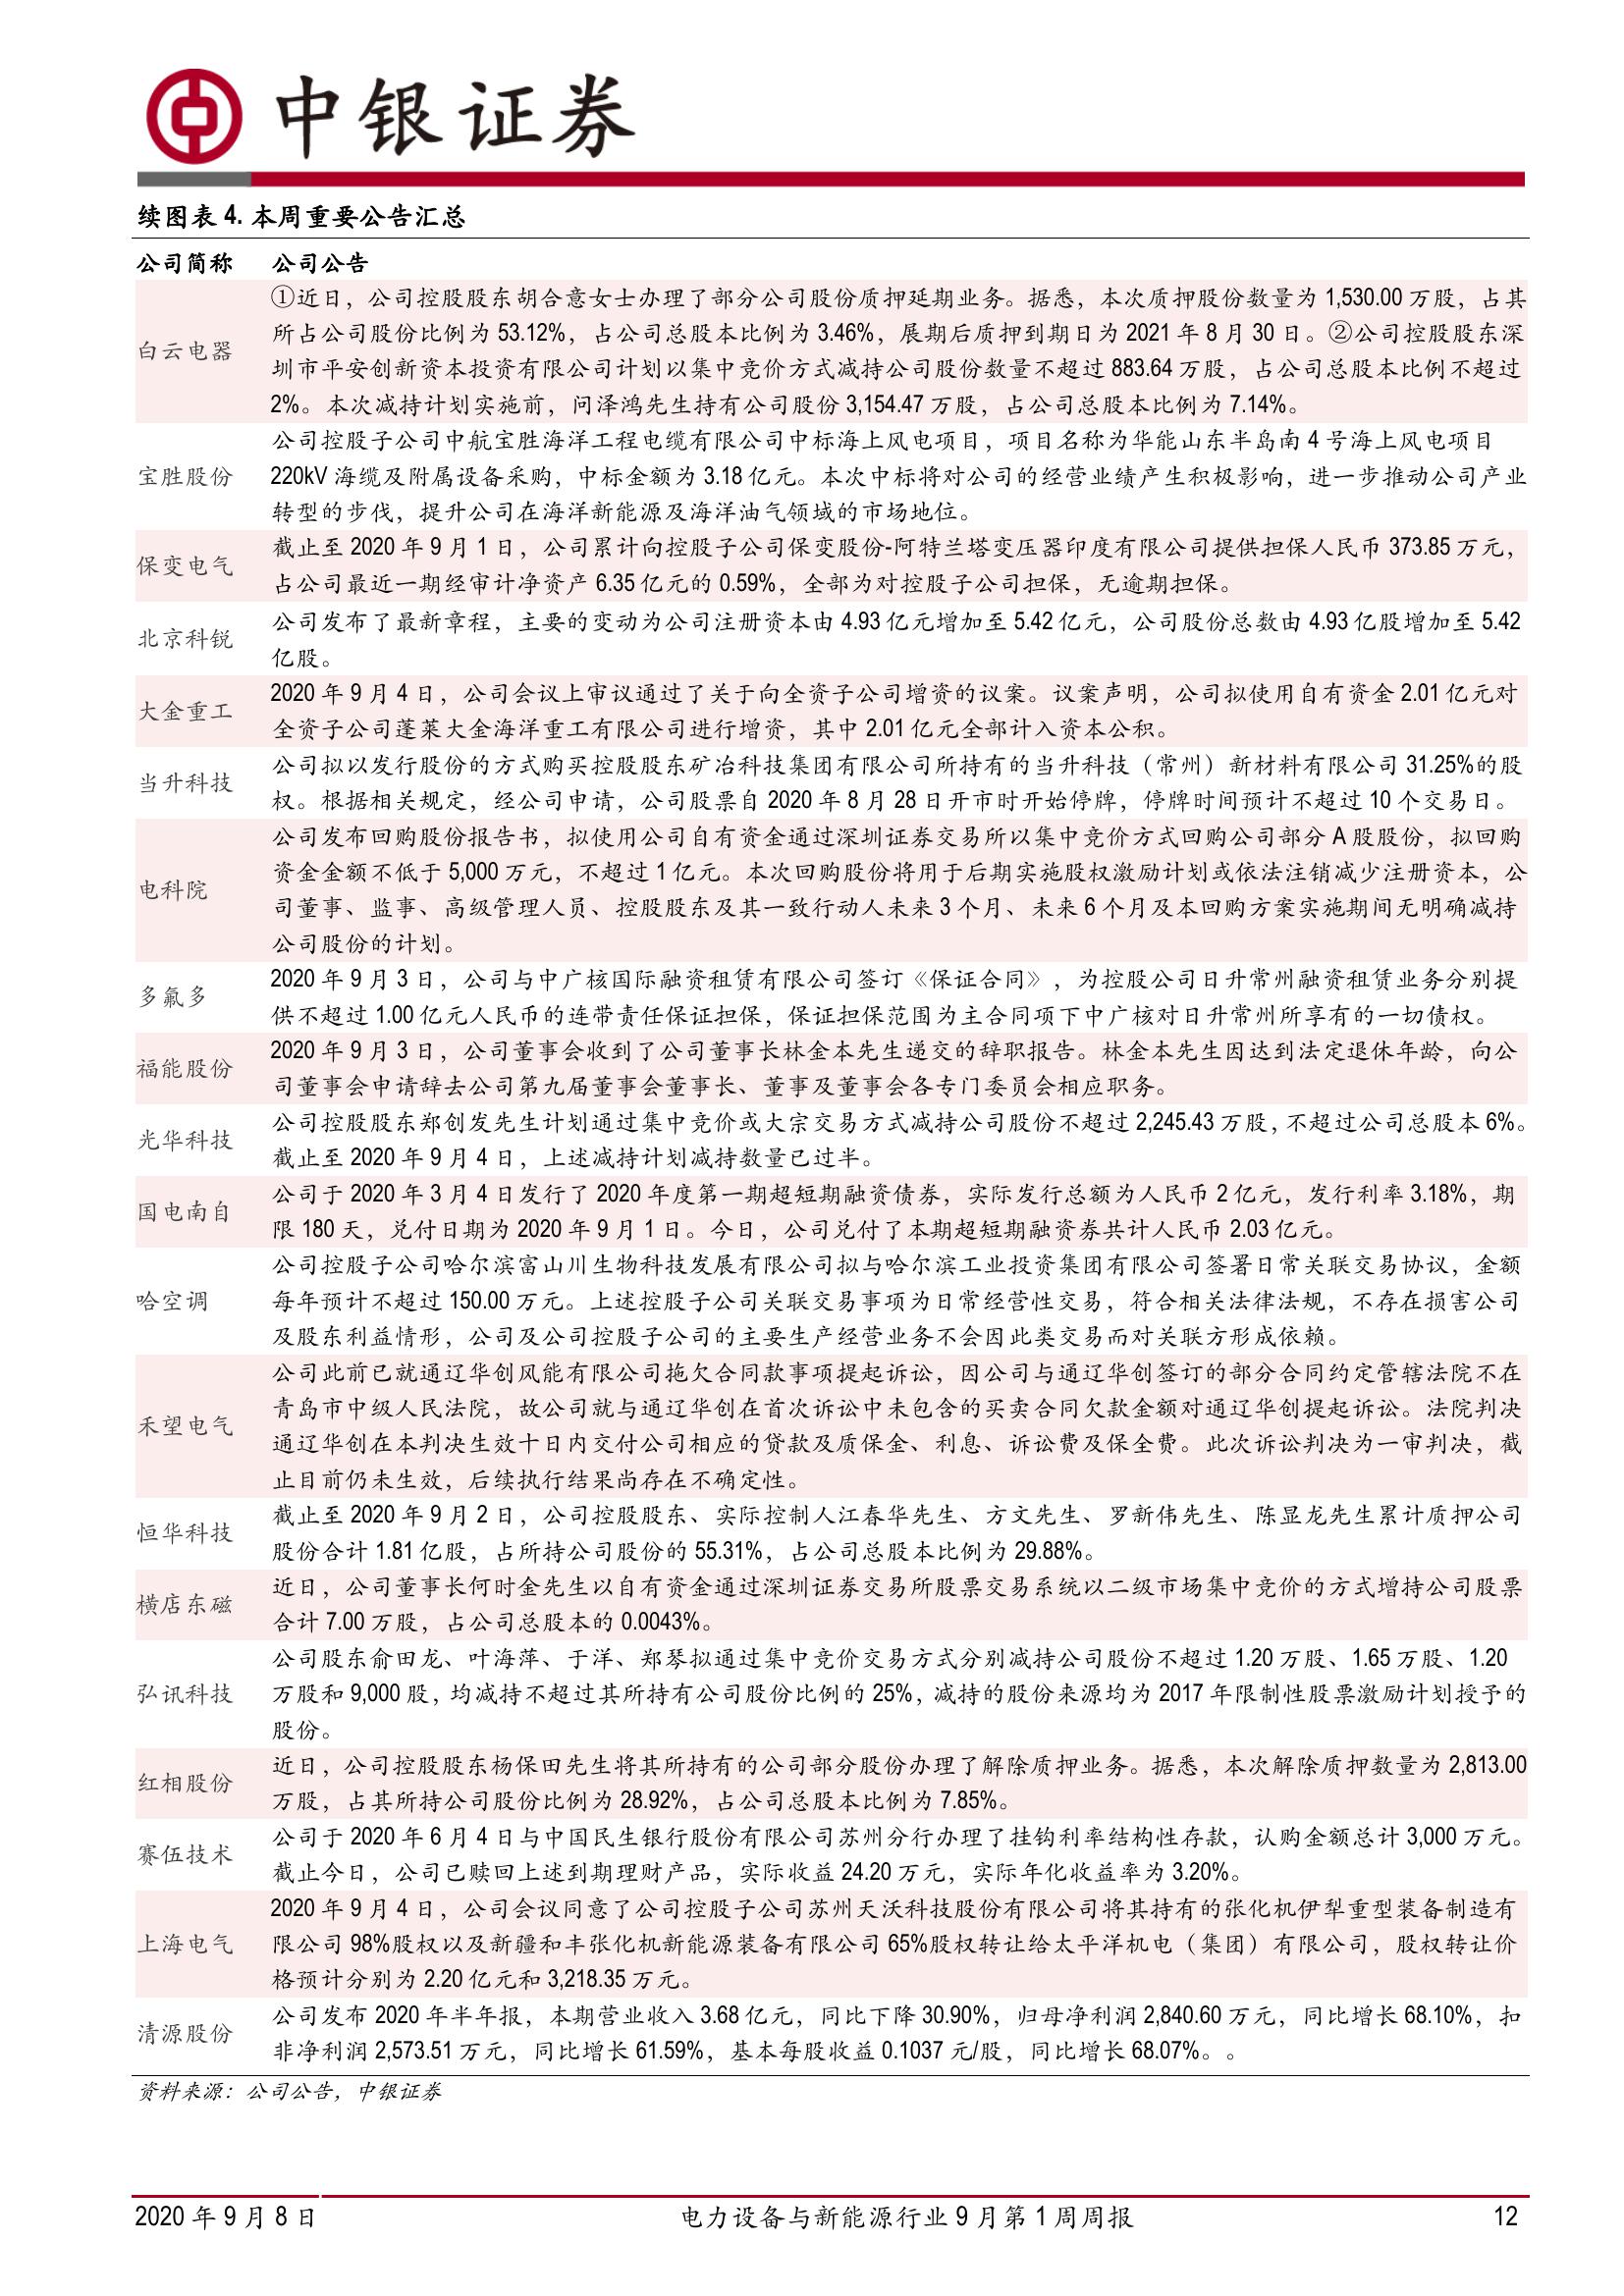 中银证券
续图表 4. 本周重要公告汇总
公司简称 公司公告
白云电器
①近日，公司控股股东胡合意女士办理了部分公司股份质押延期业务。据悉，本次质押股份数量为 1,530.00 万股，占其
所占公司股份比例为 53.12%，占公司总股本比例为 3.46%，展期后质押到期日为 2021 年 8 月 30 日。②公司控股股东深
圳市平安创新资本投资有限公司计划以集中竞价方式减持公司股份数量不超过 883.64 万股，占公司总股本比例不超过
2%。本次减持计划实施前，问泽鸿先生持有公司股份 3,154.47 万股，占公司总股本比例为 7.14%。
宝胜股份
公司控股子公司中航宝胜海洋工程电缆有限公司中标海上风电项目，项目名称为华能山东半岛南 4 号海上风电项目
220kV 海缆及附属设备采购，中标金额为 3.18 亿元。本次中标将对公司的经营业绩产生积极影响，进一步推动公司产业
转型的步伐，提升公司在海洋新能源及海洋油气领域的市场地位。
保变电气
截止至 2020 年 9 月 1 日，公司累计向控股子公司保变股份-阿特兰塔变压器印度有限公司提供担保人民币 373.85 万元，
占公司最近一期经审计净资产 6.35 亿元的 0.59%，全部为对控股子公司担保，无逾期担保。
北京科锐
公司发布了最新章程，主要的变动为公司注册资本由 4.93 亿元增加至 5.42 亿元，公司股份总数由 4.93 亿股增加至 5.42
亿股。
大金重工
2020 年 9 月 4 日，公司会议上审议通过了关于向全资子公司增资的议案。议案声明，公司拟使用自有资金 2.01 亿元对
全资子公司蓬莱大金海洋重工有限公司进行增资，其中 2.01 亿元全部计入资本公积。
当升科技
公司拟以发行股份的方式购买控股股东矿冶科技集团有限公司所持有的当升科技（常州）新材料有限公司 31.25%的股
权。根据相关规定，经公司申请，公司股票自 2020 年 8 月 28 日开市时开始停牌，停牌时间预计不超过 10 个交易日。
电科院
公司发布回购股份报告书，拟使用公司自有资金通过深圳证券交易所以集中竞价方式回购公司部分 A 股股份，拟回购
资金金额不低于 5,000 万元，不超过 1 亿元。本次回购股份将用于后期实施股权激励计划或依法注销减少注册资本，公
司董事、监事、高级管理人员、控股股东及其一致行动人未来 3 个月、未来 6 个月及本回购方案实施期间无明确减持
公司股份的计划。
多氟多
2020 年 9 月 3 日，公司与中广核国际融资租赁有限公司签订《保证合同》，为控股公司日升常州融资租赁业务分别提
供不超过 1.00 亿元人民币的连带责任保证担保，保证担保范围为主合同项下中广核对日升常州所享有的一切债权。
福能股份
2020 年 9 月 3 日，公司董事会收到了公司董事长林金本先生递交的辞职报告。林金本先生因达到法定退休年龄，向公
司董事会申请辞去公司第九届董事会董事长、董事及董事会各专门委员会相应职务。
光华科技
公司控股股东郑创发先生计划通过集中竞价或大宗交易方式减持公司股份不超过 2,245.43 万股，不超过公司总股本 6%。
截止至 2020 年 9 月 4 日，上述减持计划减持数量已过半。
国电南自
公司于 2020 年 3 月 4 日发行了 2020 年度第一期超短期融资债券，实际发行总额为人民币 2 亿元，发行利率 3.18%，期
限 180 天，兑付日期为 2020 年 9 月 1 日。今日，公司兑付了本期超短期融资券共计人民币 2.03 亿元。
哈空调
公司控股子公司哈尔滨富山川生物科技发展有限公司拟与哈尔滨工业投资集团有限公司签署日常关联交易协议，金额
每年预计不超过 150.00 万元。上述控股子公司关联交易事项为日常经营性交易，符合相关法律法规，不存在损害公司
及股东利益情形，公司及公司控股子公司的主要生产经营业务不会因此类交易而对关联方形成依赖。
禾望电气
公司此前已就通辽华创风能有限公司拖欠合同款事项提起诉讼，因公司与通辽华创签订的部分合同约定管辖法院不在
青岛市中级人民法院，故公司就与通辽华创在首次诉讼中未包含的买卖合同欠款金额对通辽华创提起诉讼。法院判决
通辽华创在本判决生效十日内交付公司相应的贷款及质保金、利息、诉讼费及保全费。此次诉讼判决为一审判决，截
止目前仍未生效，后续执行结果尚存在不确定性。
恒华科技
截止至 2020 年 9 月 2 日，公司控股股东、实际控制人江春华先生、方文先生、罗新伟先生、陈显龙先生累计质押公司
股份合计 1.81 亿股，占所持公司股份的 55.31%，占公司总股本比例为 29.88%。
横店东磁
近日，公司董事长何时金先生以自有资金通过深圳证券交易所股票交易系统以二级市场集中竞价的方式增持公司股票
合计 7.00 万股，占公司总股本的 0.0043%。
弘讯科技
公司股东俞田龙、叶海萍、于洋、郑琴拟通过集中竞价交易方式分别减持公司股份不超过 1.20 万股、1.65 万股、1.20
万股和 9,000 股，均减持不超过其所持有公司股份比例的 25%，减持的股份来源均为 2017 年限制性股票激励计划授予的
股份。
红相股份
近日，公司控股股东杨保田先生将其所持有的公司部分股份办理了解除质押业务。据悉，本次解除质押数量为 2,813.00
万股，占其所持公司股份比例为 28.92%，占公司总股本比例为 7.85%。
赛伍技术
公司于 2020 年 6 月 4 日与中国民生银行股份有限公司苏州分行办理了挂钩利率结构性存款，认购金额总计 3,000 万元。
截止今日，公司已赎回上述到期理财产品，实际收益 24.20 万元，实际年化收益率为 3.20%。
上海电气
2020 年 9 月 4 日，公司会议同意了公司控股子公司苏州天沃科技股份有限公司将其持有的张化机伊犁重型装备制造有
限公司 98%股权以及新疆和丰张化机新能源装备有限公司 65%股权转让给太平洋机电（集团）有限公司，股权转让价
格预计分别为 2.20 亿元和 3,218.35 万元。
清源股份
公司发布 2020 年半年报，本期营业收入 3.68 亿元，同比下降 30.90%，归母净利润 2,840.60 万元，同比增长 68.10%，扣
非净利润 2,573.51 万元，同比增长 61.59%，基本每股收益 0.1037 元/股，同比增长 68.07%。。
资料来源：公司公告，中银证券
2020 年 9 月 8 日 电力设备与新能源行业 9 月第 1 周周报 12